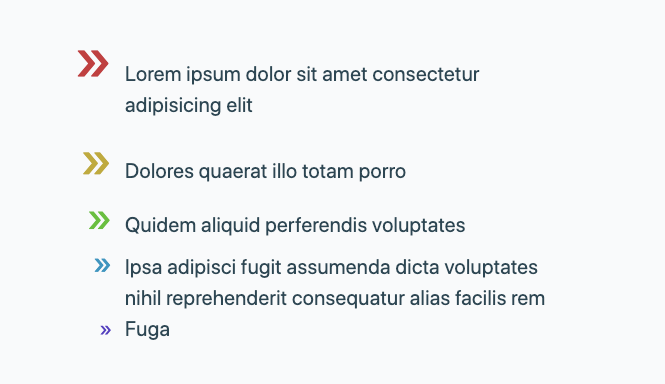 » Lorem ipsum dolor sit amet consectetur
adipisicing elit
» Dolores quaerat illo totam porro
» Quidem aliquid perferendis voluptates
» Ipsa adipisci fugit assumenda dicta voluptates
nihil reprehenderit consequatur alias facilis rem
» Fuga